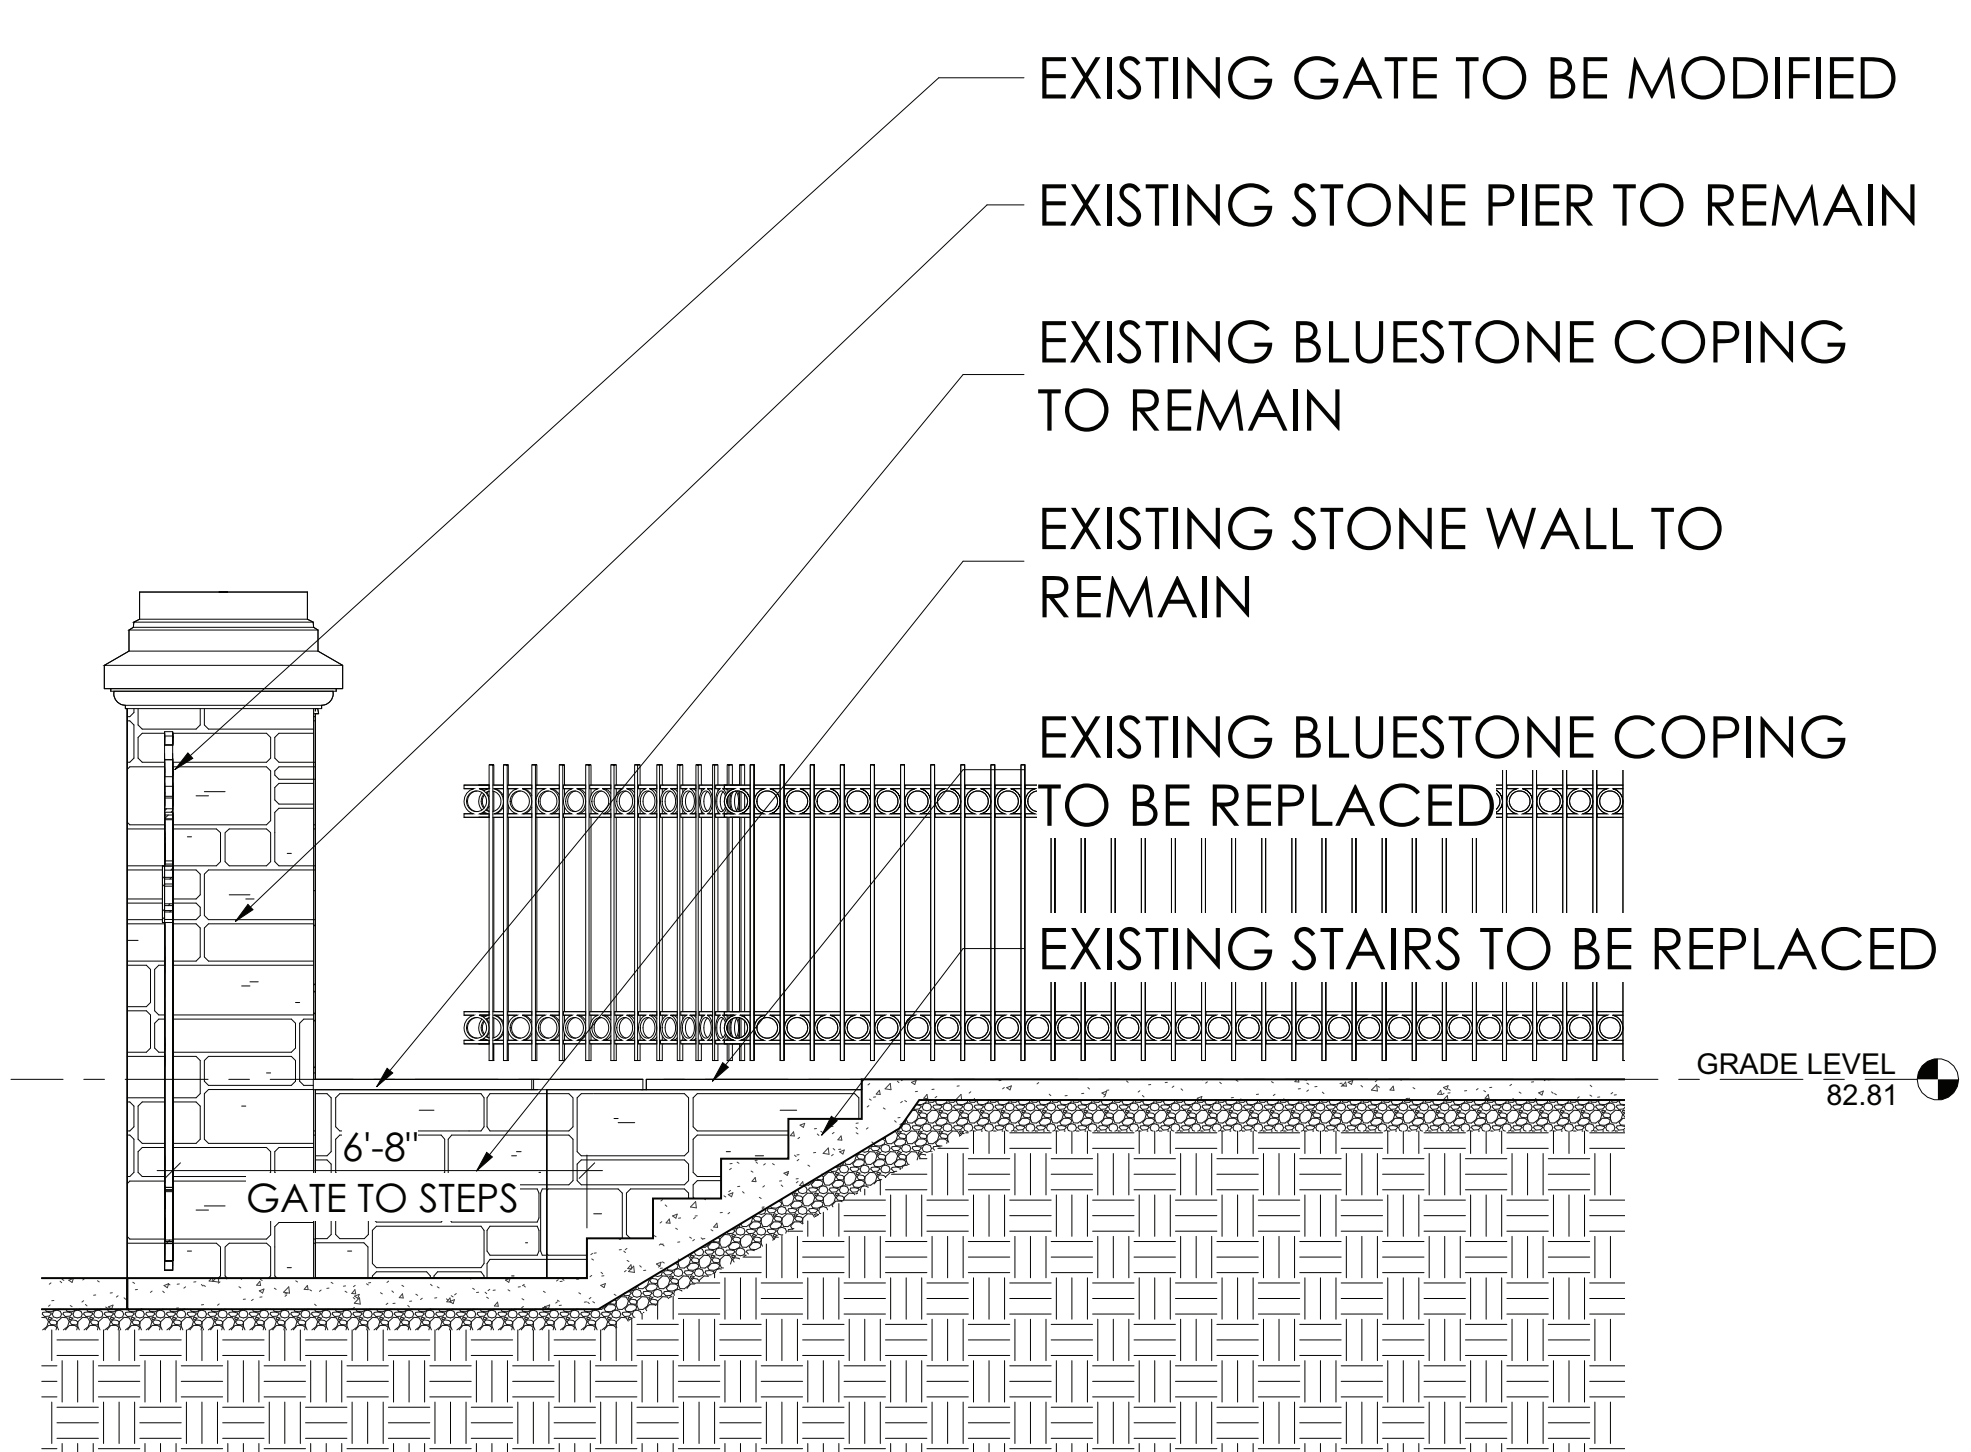 EXISTING GATE TO BE MODIFIED
EXISTING STONE PIER TO REMAIN
EXISTING BLUESTONE COPING
TO REMAIN
EXISTING STONE WALL TO
REMAIN
EXISTING BLUESTONE COPING
TO BE REPLACED
EXISTING STAIRS TO BE REPLACED
GRADE LEVEL
82.81
6'-8"
GATE TO STEPS